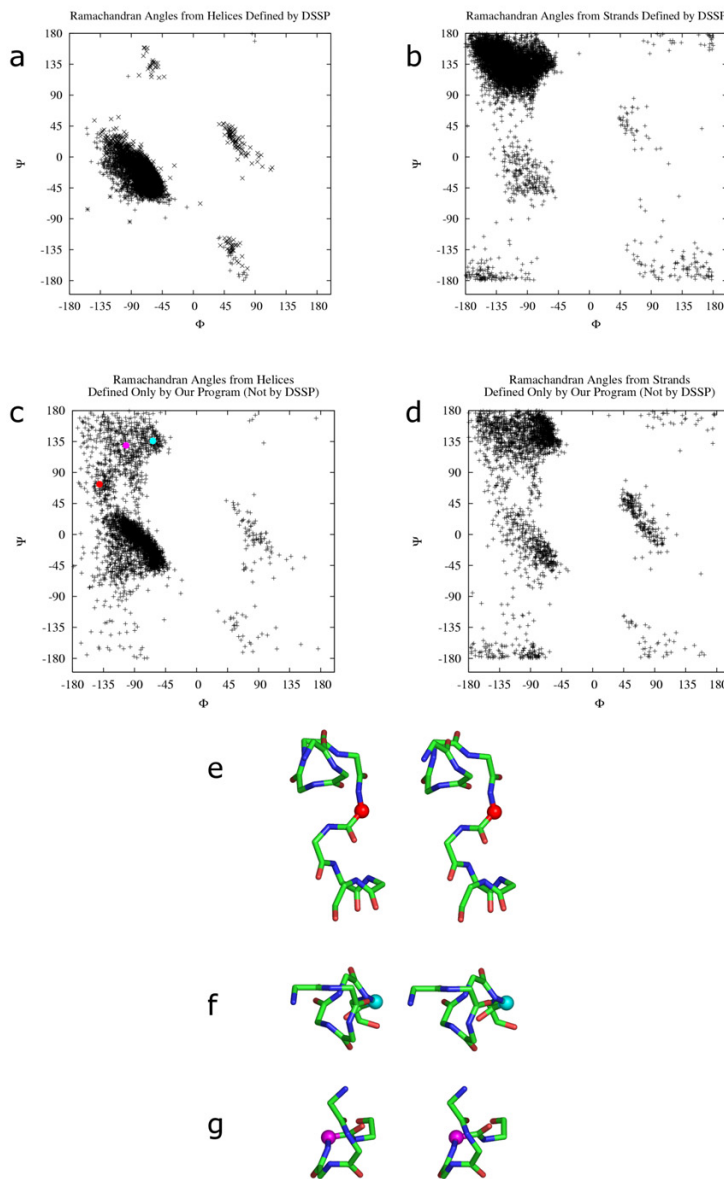 Ramachandran Angles from Helices Defined by DSSP
a
180
135
90
45
0
-45
-90
-135
-180
Ψ
-180 -135 -90 -45 0 45 90 135 180
Φ
Ramachandran Angles from Strands Defined by DSSP
b
180
135
90
45
0
-45
-90
-135
-180
Ψ
-180 -135 -90 -45 0 45 90 135 180
Φ
Ramachandran Angles from Helices
Defined Only by Our Program (Not by DSSP)
c
180
135
90
45
0
-45
-90
-135
-180
Ψ
-180 -135 -90 -45 0 45 90 135 180
Φ
Ramachandran Angles from Strands
Defined Only by Our Program (Not by DSSP)
d
180
135
90
45
0
-45
-90
-135
-180
Ψ
-180 -135 -90 -45 0 45 90 135 180
Φ
e
f
g